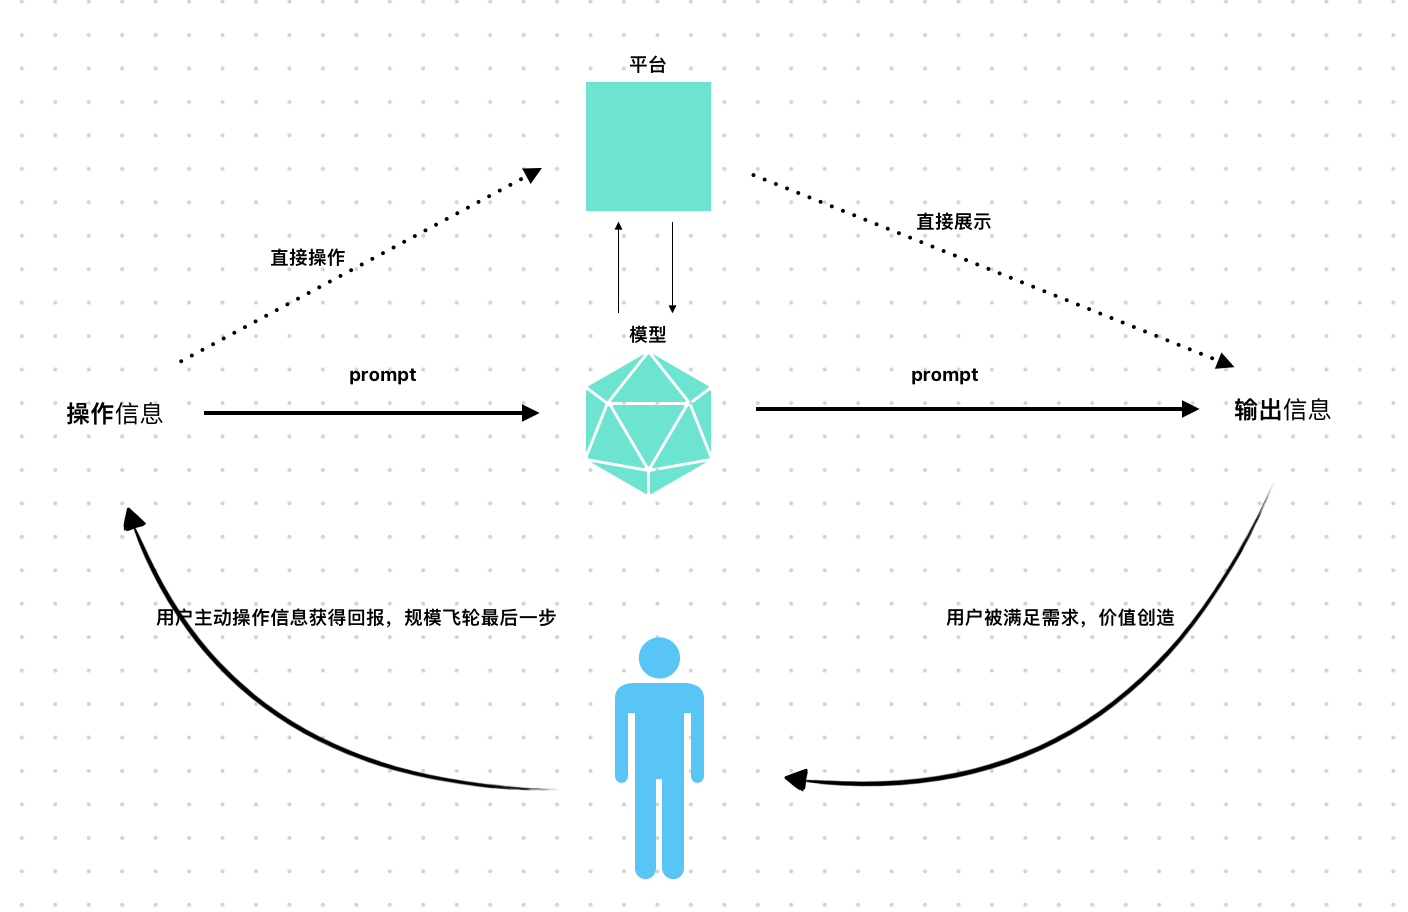 平台
直接展示
直接操作
模型
prompt
prompt
操作信息
输出信息
用户主动操作信息获得回报，规模飞轮最后一步
用户被满足需求，价值创造